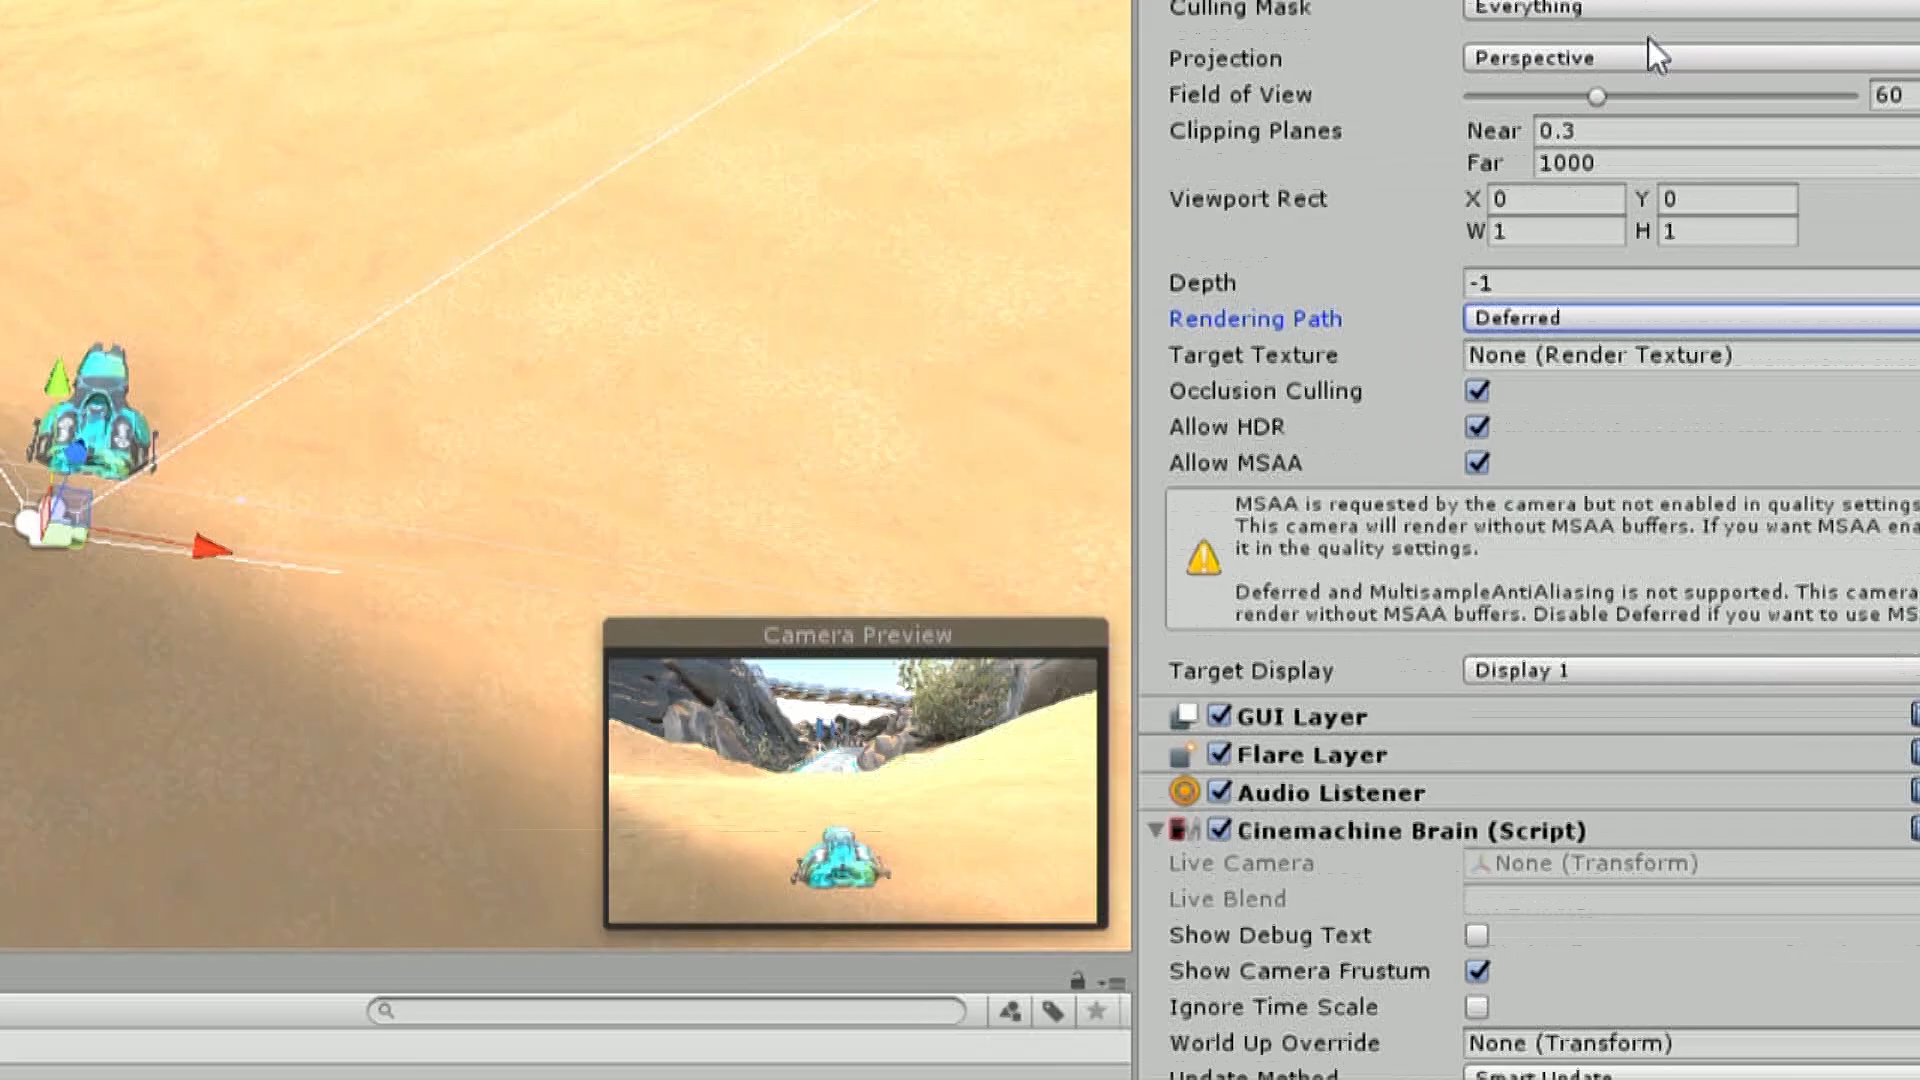 Culling Mask Everything
Projection Perspective
Field of View 60
Clipping Planes Near 0.3
Far 1000
Viewport Rect X 0 Y 0
W 1 H 1
Depth -1
Rendering Path Deferred
Target Texture None (Render Texture)
Occlusion Culling
Allow HDR
Allow MSAA
MSAA is requested by the camera but not enabled in quality settings
This camera will render without MSAA buffers. If you want MSAA ena
it in the quality settings.
Deferred and MultisampleAntiAliasing is not supported. This camera
render without MSAA buffers. Disable Deferred if you want to use MS
Camera Preview
Target Display Display 1
GUI Layer
Flare Layer
Audio Listener
Cinemachine Brain (Script)
Live Camera None (Transform)
Live Blend
Show Debug Text
Show Camera Frustum
Ignore Time Scale
World Up Override None (Transform)
Update Method Smart Update